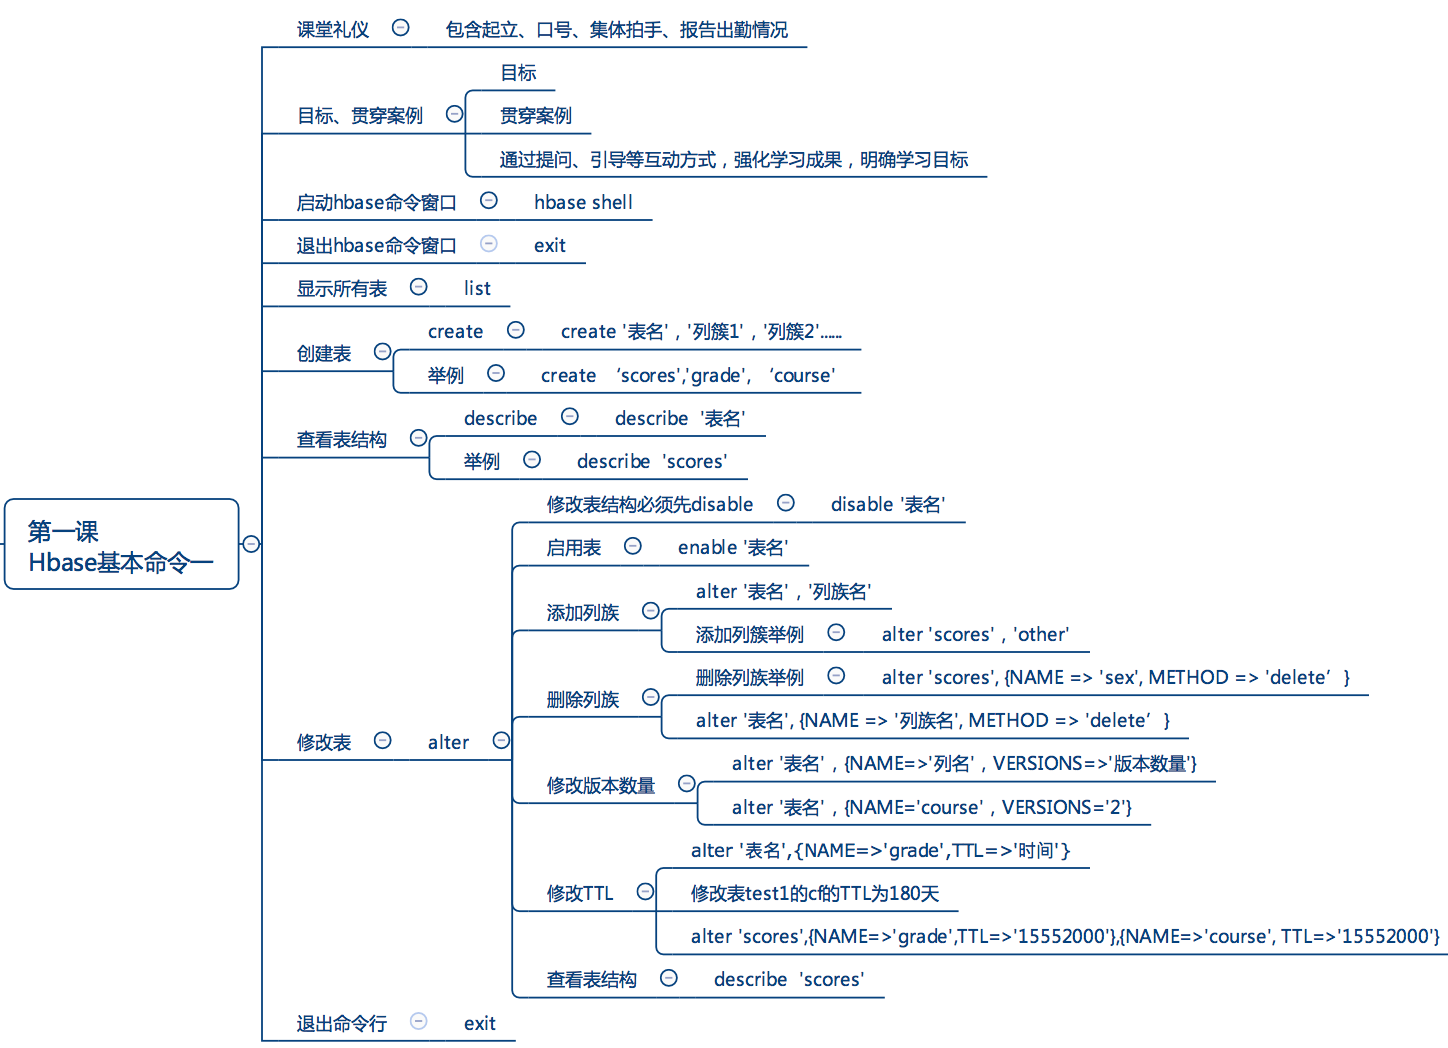 课堂礼仪 包含起立、口号、集体拍手、报告出勤情况
目标
目标、贯穿案例 贯穿案例
通过提问、引导等互动方式，强化学习成果，明确学习目标
启动hbase命令窗口 hbase shell
退出hbase命令窗口 exit
显示所有表 list
create create '表名'，'列簇1'，'列簇2'......
创建表
举例 create ‘scores','grade', ‘course'
describe describe '表名'
查看表结构
举例 describe 'scores'
第一课
Hbase基本命令一
修改表结构必须先disable disable '表名'
启用表 enable '表名'
alter '表名'，'列族名'
添加列族
添加列簇举例 alter 'scores'，'other'
删除列族举例 alter 'scores', {NAME => 'sex', METHOD => 'delete’}
删除列族
alter '表名', {NAME => '列族名', METHOD => 'delete’}
修改表 alter
alter '表名'，{NAME=>'列名'，VERSIONS=>'版本数量'}
修改版本数量
alter '表名'，{NAME='course'，VERSIONS='2'}
alter '表名',{NAME=>'grade',TTL=>'时间'}
修改TTL 修改表test1的cf的TTL为180天
alter 'scores',{NAME=>'grade',TTL=>'15552000'},{NAME=>'course', TTL=>'15552000'}
查看表结构 describe 'scores'
退出命令行 exit